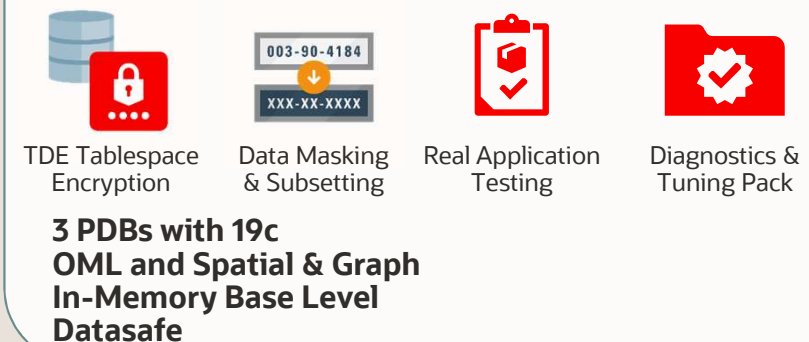 003-90-4184
XXX-XX-XXXX
TDE Tablespace
Encryption
Data Masking
& Subsetting
Real Application
Testing
Diagnostics &
Tuning Pack
3 PDBs with 19c
OML and Spatial & Graph
In-Memory Base Level
Datasafe